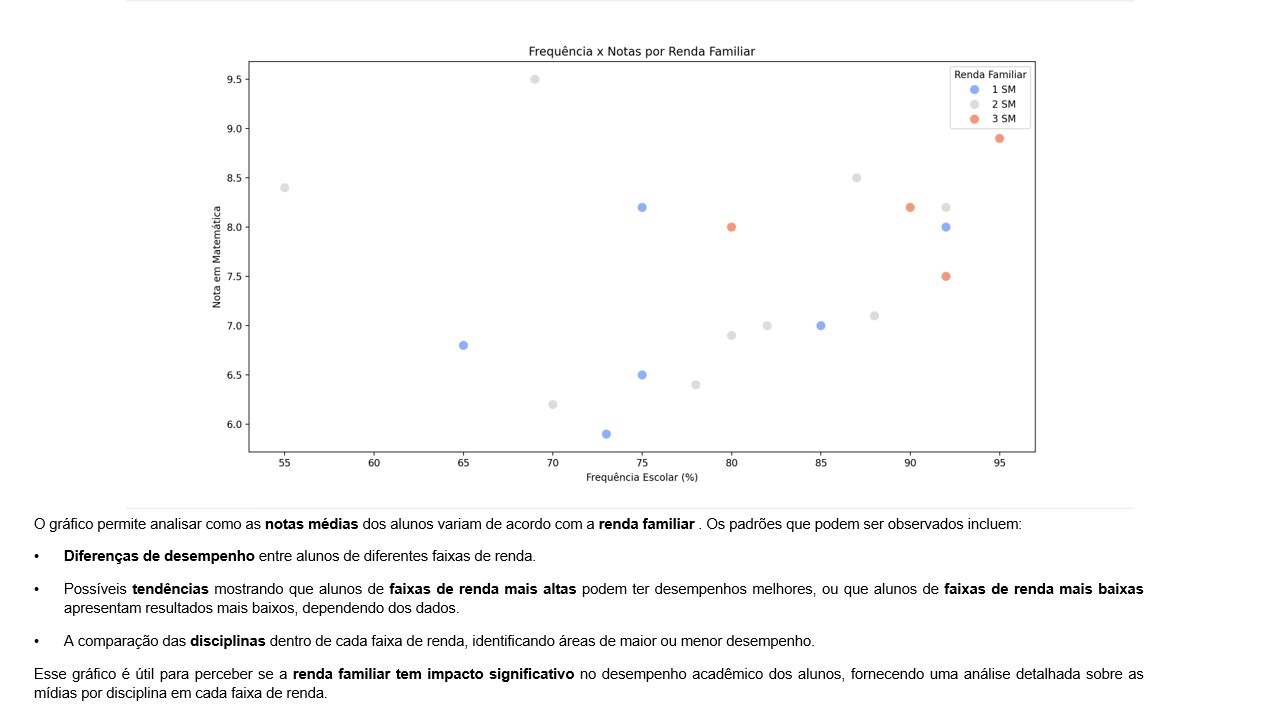 Frequência x Notas por Renda Familiar
Renda Familiar
1 SM
2 SM
3 SM
9.5
9.0
8.5
8.0
7.5
7.0
6.5
6.0
Nota em Matemática
55 60 65 70 75 80 85 90 95
Frequência Escolar (%)
O gráfico permite analisar como as notas médias dos alunos variam de acordo com a renda familiar . Os padrões que podem ser observados incluem:
• Diferenças de desempenho entre alunos de diferentes faixas de renda.
• Possíveis tendências mostrando que alunos de faixas de renda mais altas podem ter desempenhos melhores, ou que alunos de faixas de renda mais baixas
apresentam resultados mais baixos, dependendo dos dados.
• A comparação das disciplinas dentro de cada faixa de renda, identificando áreas de maior ou menor desempenho.
Esse gráfico é útil para perceber se a renda familiar tem impacto significativo no desempenho acadêmico dos alunos, fornecendo uma análise detalhada sobre as
mídias por disciplina em cada faixa de renda.